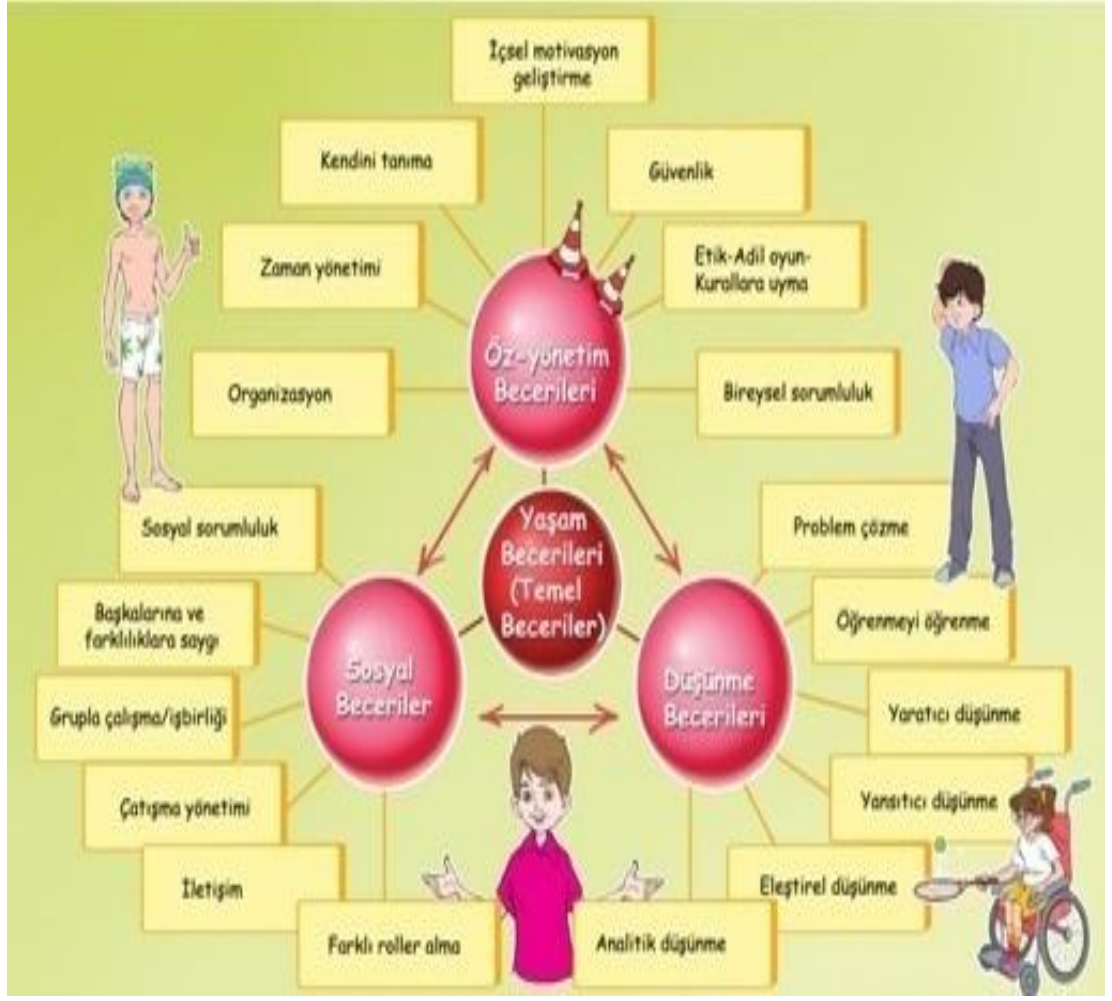 İçsel motivasyon
geliştirme
Kendini tanıma
Güvenlik
Zaman yönetimi
Etik-Adil oyun-
Kurallara uyma
Öz-yönetim
Becerileri
Organizasyon
Bireysel sorumluluk
Sosyal sorumluluk
Yaşam
Becerileri
(Temel
Beceriler)
Problem çözme
Başkalarına ve
farklılıklara saygı
Öğrenmeyi öğrenme
Sosyal
Beceriler
Düşünme
Becerileri
Grupla çalışma/işbirliği
Yaratıcı düşünme
Çatışma yönetimi
Yansıtıcı düşünme
İletişim
Eleştirel düşünme
Farklı roller alma
Analitik düşünme